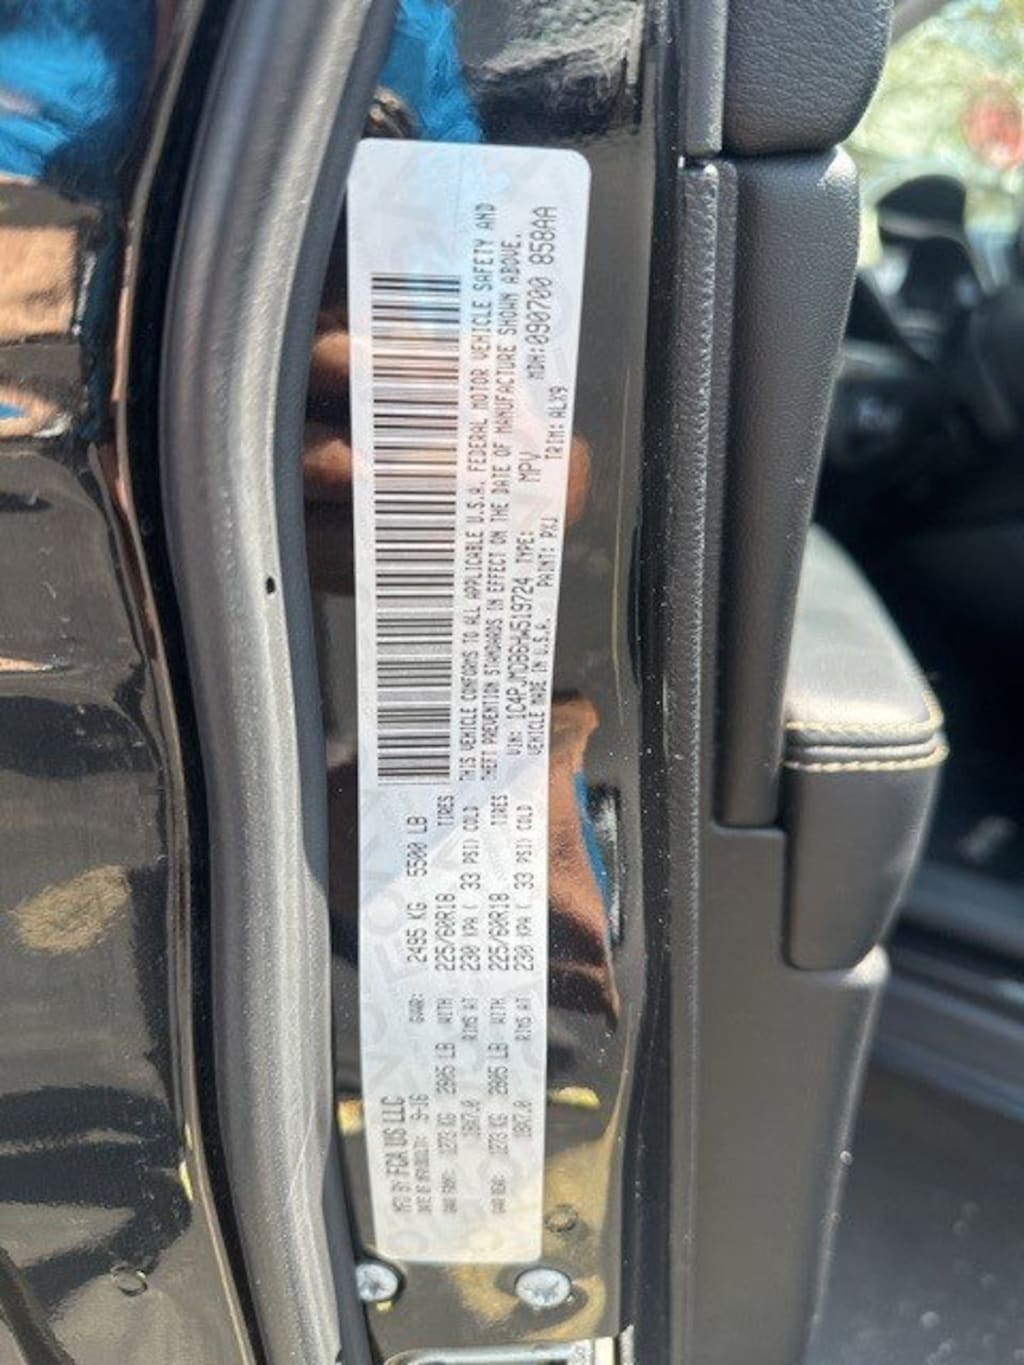 MFD BY: FCA US LLC
DATE OF MFR(MDD): 9-16 GVWR: 2495 KG 5500 LB
GAWR FRONT: 1272 KG 2805 LB WITH 225/60R18 TIRES
18X7.0 RIMS AT 230 KPA ( 33 PSI) COLD
GAWR REAR: 1273 KG 2805 LB WITH 225/60R18 TIRES
18X7.0 RIMS AT 230 KPA ( 33 PSI) COLD
THIS VEHICLE CONFORMS TO ALL APPLICABLE U.S.A. FEDERAL MOTOR VEHICLE SAFETY AND
THEFT PREVENTION STANDARDS IN EFFECT ON THE DATE OF MANUFACTURE SHOWN ABOVE.
VIN: 1C4PJMDB6HW519724 TYPE: MPV MDH:090700 858AA
VEHICLE MADE IN U.S.A. PAINT: PXJ TRIM: ALX9